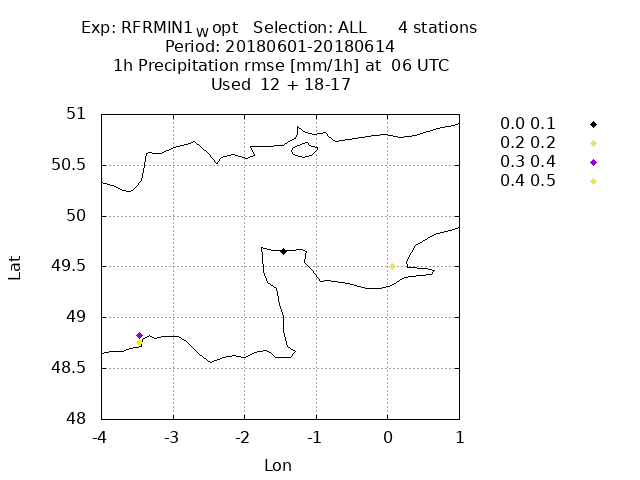 Exp: RFRMIN1Wopt   Selection: ALL      4 stations
Period: 20180601-20180614
1h Precipitation rmse [mm/1h] at  06 UTC
Used  12 + 18-17
0.0 0.1
0.2 0.2
0.3 0.4
0.4 0.5
51
50.5
50
49.5
49
48.5
48
Lat
-4 -3 -2 -1 0 1
Lon